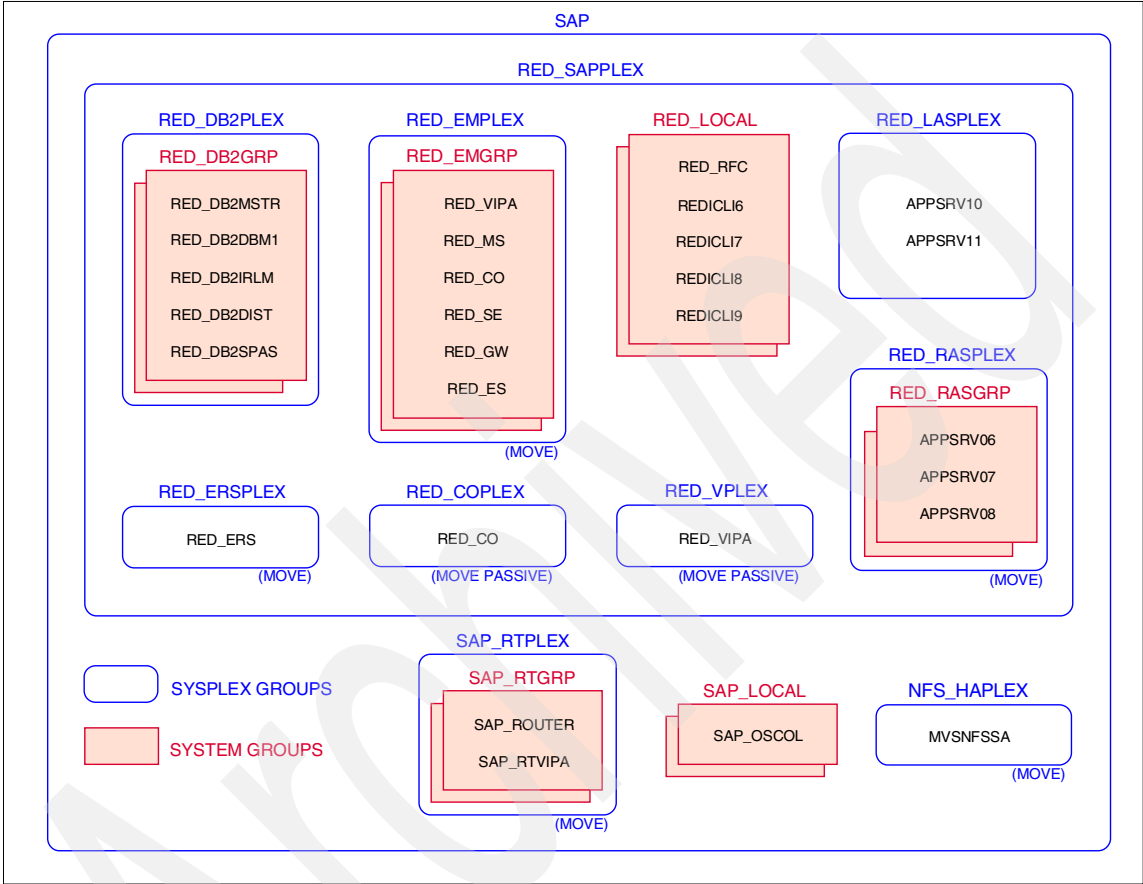 SAP
RED_SAPPLEX
RED_DB2PLEX
RED_DB2GRP
RED_DB2MSTR
RED_DB2DBM1
RED_DB2IRLM
RED_DB2DIST
RED_DB2SPAS
RED_EMPLEX
RED_EMGRP
RED_VIPA
RED_MS
RED_CO
RED_SE
RED_GW
RED_ES
(MOVE)
RED_LOCAL
RED_RFC
REDICLI6
REDICLI7
REDICLI8
REDICLI9
RED_LASPLEX
APPSRV10
APPSRV11
RED_RASPLEX
RED_RASGRP
APPSRV06
APPSRV07
APPSRV08
(MOVE)
RED_ERSPLEX
RED_ERS
(MOVE)
RED_COPLEX
RED_CO
(MOVE PASSIVE)
RED_VPLEX
RED_VIPA
(MOVE PASSIVE)
SYSPLEX GROUPS
SYSTEM GROUPS
SAP_RTPLEX
SAP_RTGRP
SAP_ROUTER
SAP_RTVIPA
(MOVE)
SAP_LOCAL
SAP_OSCOL
NFS_HAPLEX
MVSNFSSA
(MOVE)
Archived